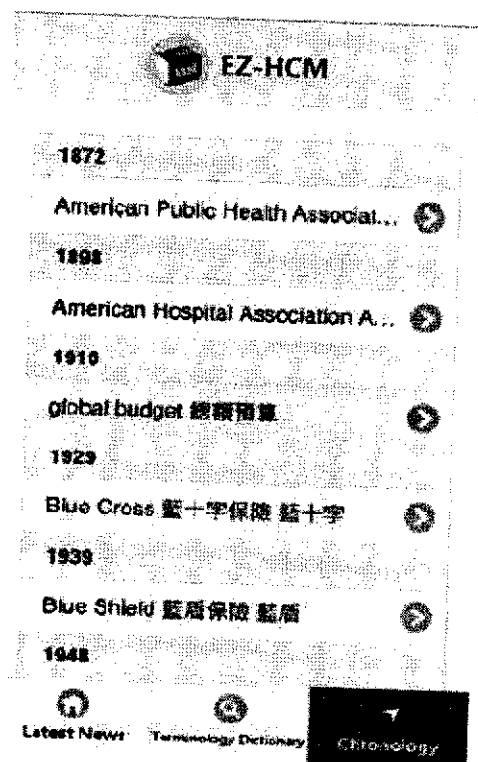 EZ-HCM
1872
American Public Health Associat...
1898
American Hospital Association A...
1910
global budget 總額預算
1929
Blue Cross 藍十字保險 藍十字
1939
Blue Shield 藍盾保險 藍盾
1948
Latest News
Terminology Dictionary
Chronology